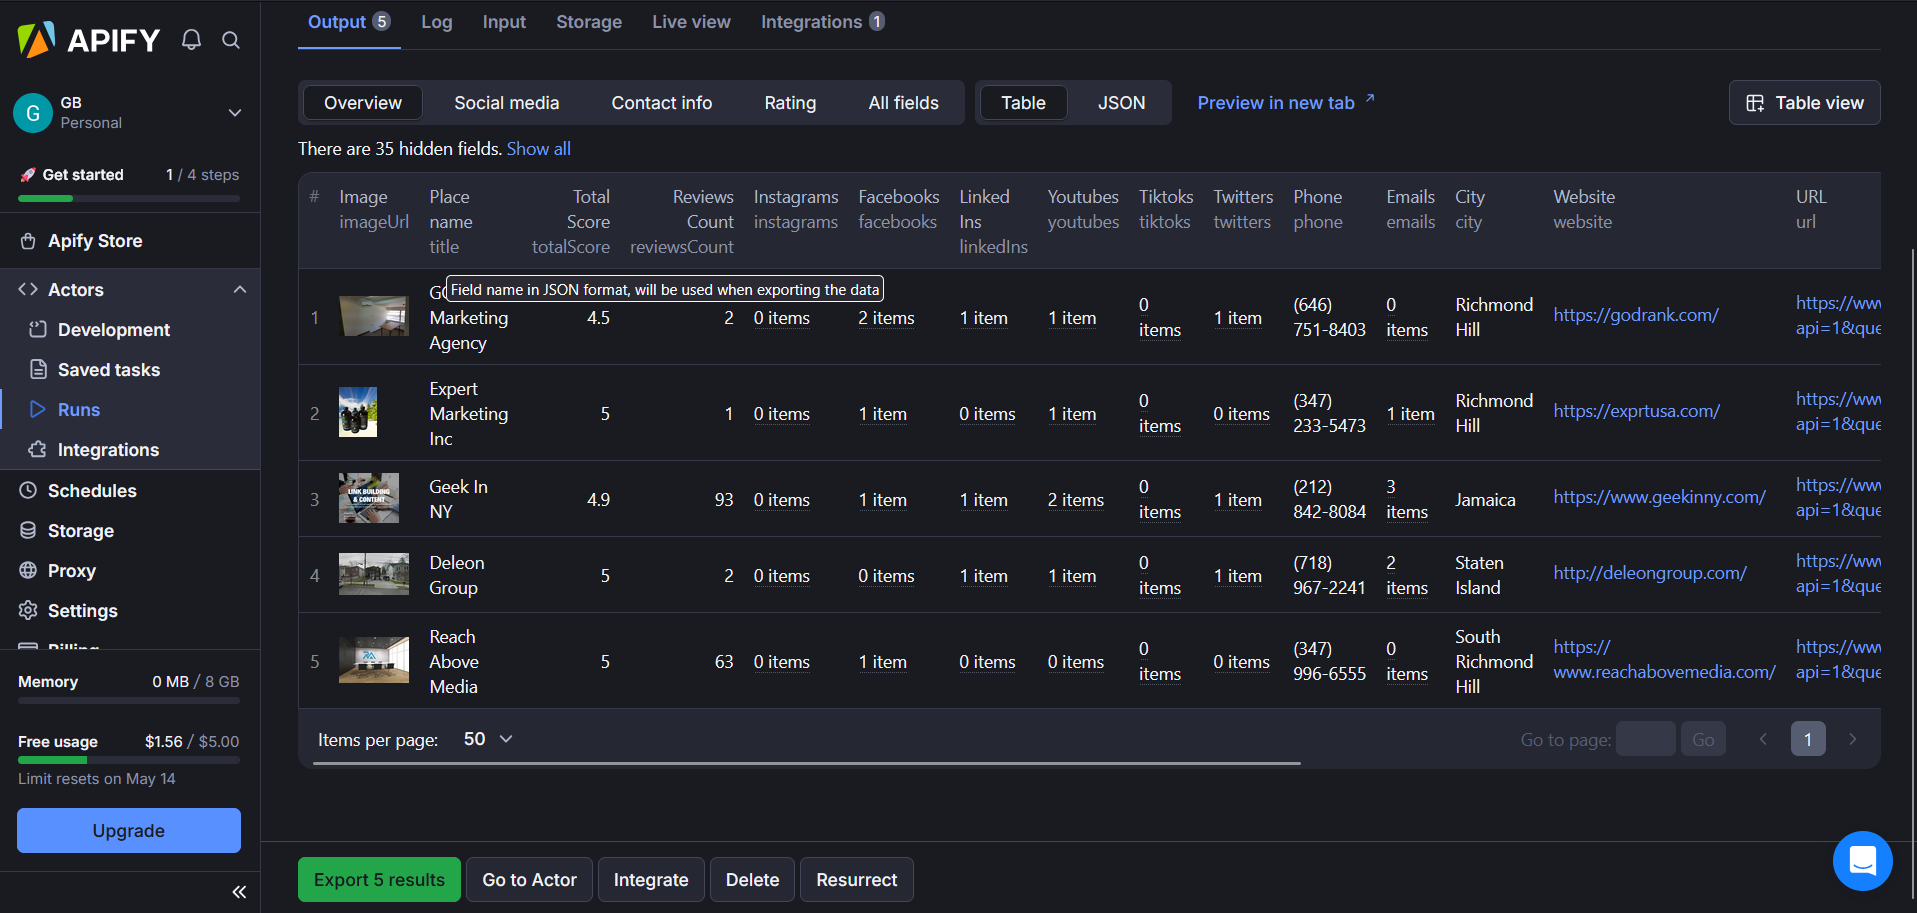 APIFY
G
GB
Personal
Get started
1 / 4 steps
Apify Store
Actors
Development
Saved tasks
Runs
Integrations
Schedules
Storage
Proxy
Settings
Billing
Memory
0 MB / 8 GB
Free usage
$1.56 / $5.00
Limit resets on May 14
Upgrade
Output 5 Log Input Storage Live view Integrations 1
Overview Social media Contact info Rating All fields Table JSON Preview in new tab
Table view
There are 35 hidden fields. Show all
# Image imageUrl
Place name title
Total Score totalScore
Reviews Count reviewsCount
Instagrams instagrams
Facebooks facebooks
Linked Ins linkedIns
Youtubes youtubes
Tiktoks tiktoks
Twitters twitters
Phone phone
Emails emails
City city
Website website
URL url
Field name in JSON format, will be used when exporting the data
1 Marketing Agency 4.5 2 0 items 2 items 1 item 1 item 0 items 1 item (646) 751-8403 0 items Richmond Hill https://godrank.com/ https://www api=1&que
2 Expert Marketing Inc 5 1 0 items 1 item 0 items 1 item 0 items 0 items (347) 233-5473 1 item Richmond Hill https://exprtusa.com/ https://www api=1&que
3 LINK BUILDING & CONTENT Geek In NY 4.9 93 0 items 1 item 1 item 2 items 0 items 1 item (212) 842-8084 3 items Jamaica https://www.geekinny.com/ https://www api=1&que
4 Deleon Group 5 2 0 items 0 items 1 item 1 item 0 items 1 item (718) 967-2241 2 items Staten Island http://deleongroup.com/ https://www api=1&que
5 Reach Above Media 5 63 0 items 1 item 0 items 0 items 0 items 0 items (347) 996-6555 0 items South Richmond Hill https://www.reachabovemedia.com/ https://www api=1&que
Items per page: 50
Go to page: Go 1
Export 5 results Go to Actor Integrate Delete Resurrect